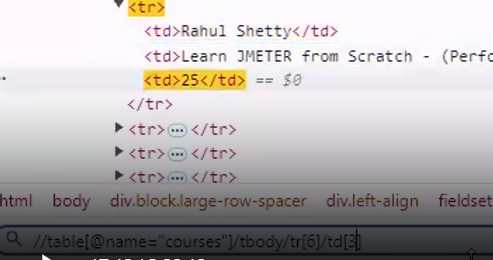 ▼<tr>
<td>Rahul Shetty</td>
<td>Learn JMETER from Scratch - (Perfo
… <td>25</td> == $0
</tr>
▶<tr>…</tr>
▶<tr>…</tr>
▶<tr>…</tr>
html body div.block.large-row-spacer div.left-align fieldset
//table[@name="courses"]/tbody/tr[6]/td[3]